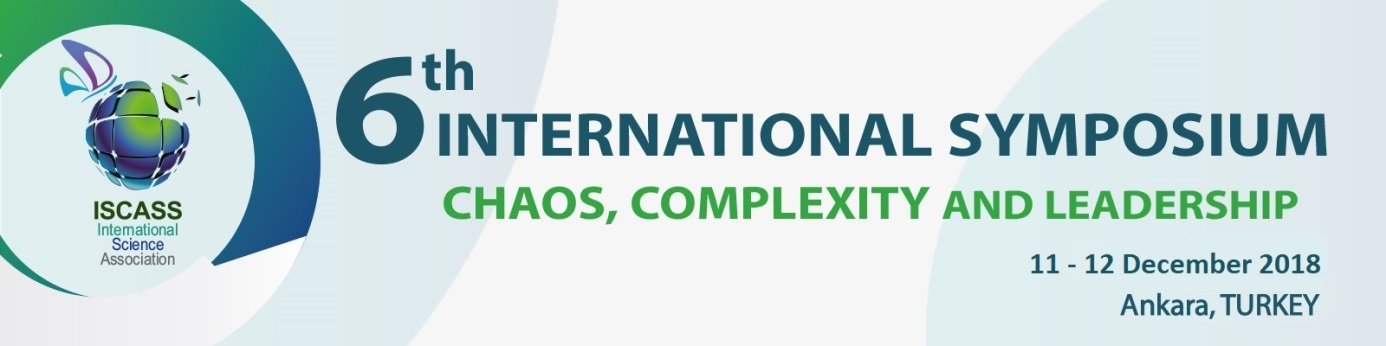 ISCASS
International
Science
Association
6th
INTERNATIONAL SYMPOSIUM
CHAOS, COMPLEXITY AND LEADERSHIP
11 - 12 December 2018
Ankara, TURKEY